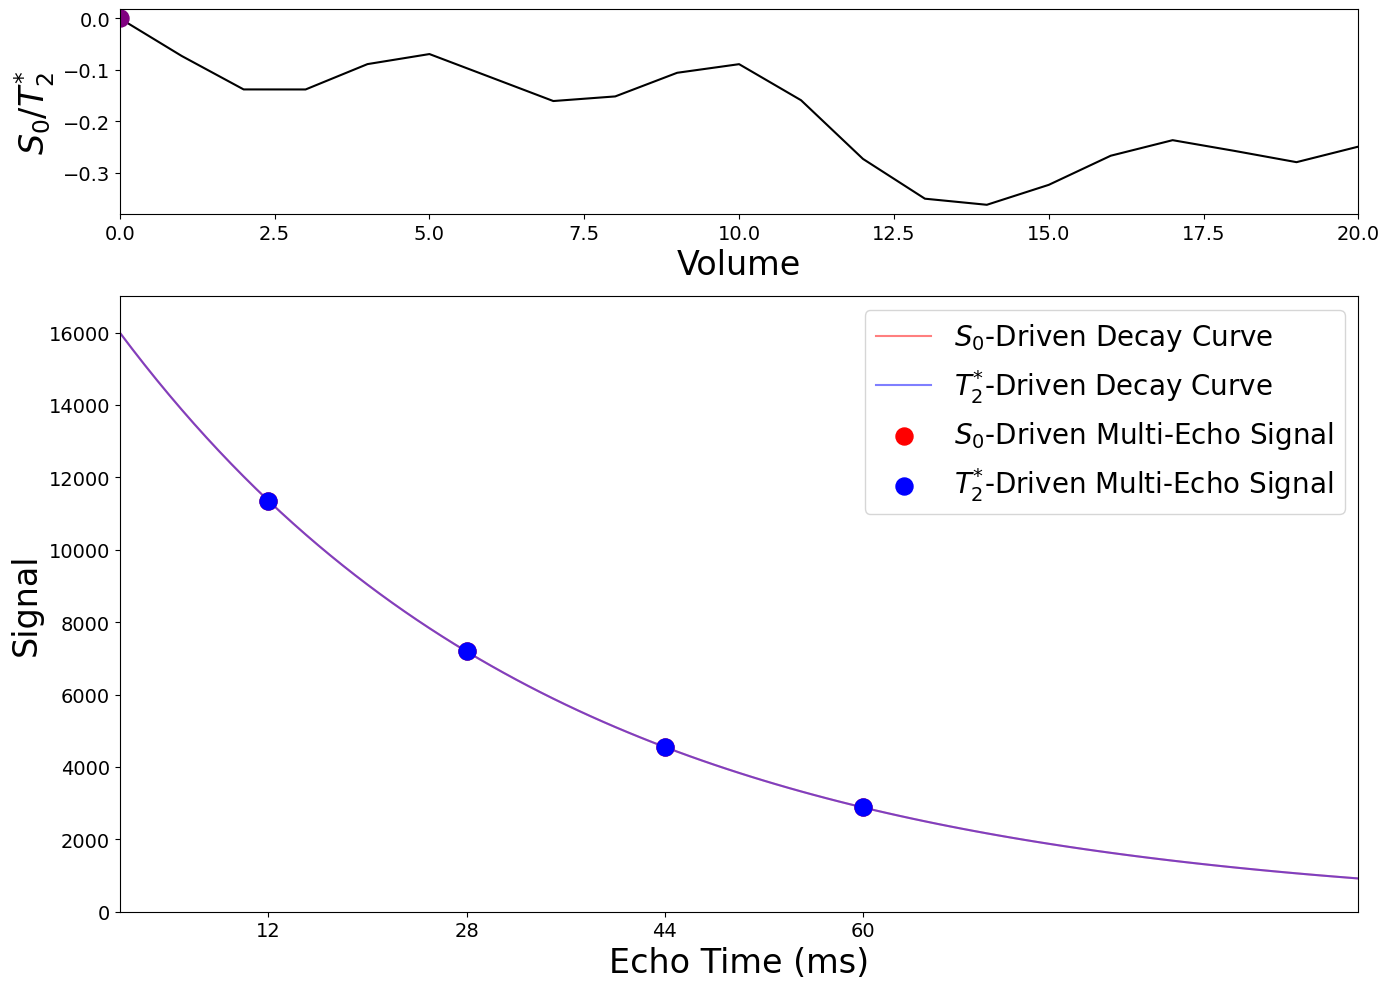 0.0
−0.1
−0.2
−0.3
S₀/T₂*
0.0 2.5 5.0 7.5 10.0 12.5 15.0 17.5 20.0
Volume
16000
14000
12000
10000
8000
6000
4000
2000
0
Signal
S₀-Driven Decay Curve
T₂*-Driven Decay Curve
S₀-Driven Multi-Echo Signal
T₂*-Driven Multi-Echo Signal
12 28 44 60
Echo Time (ms)